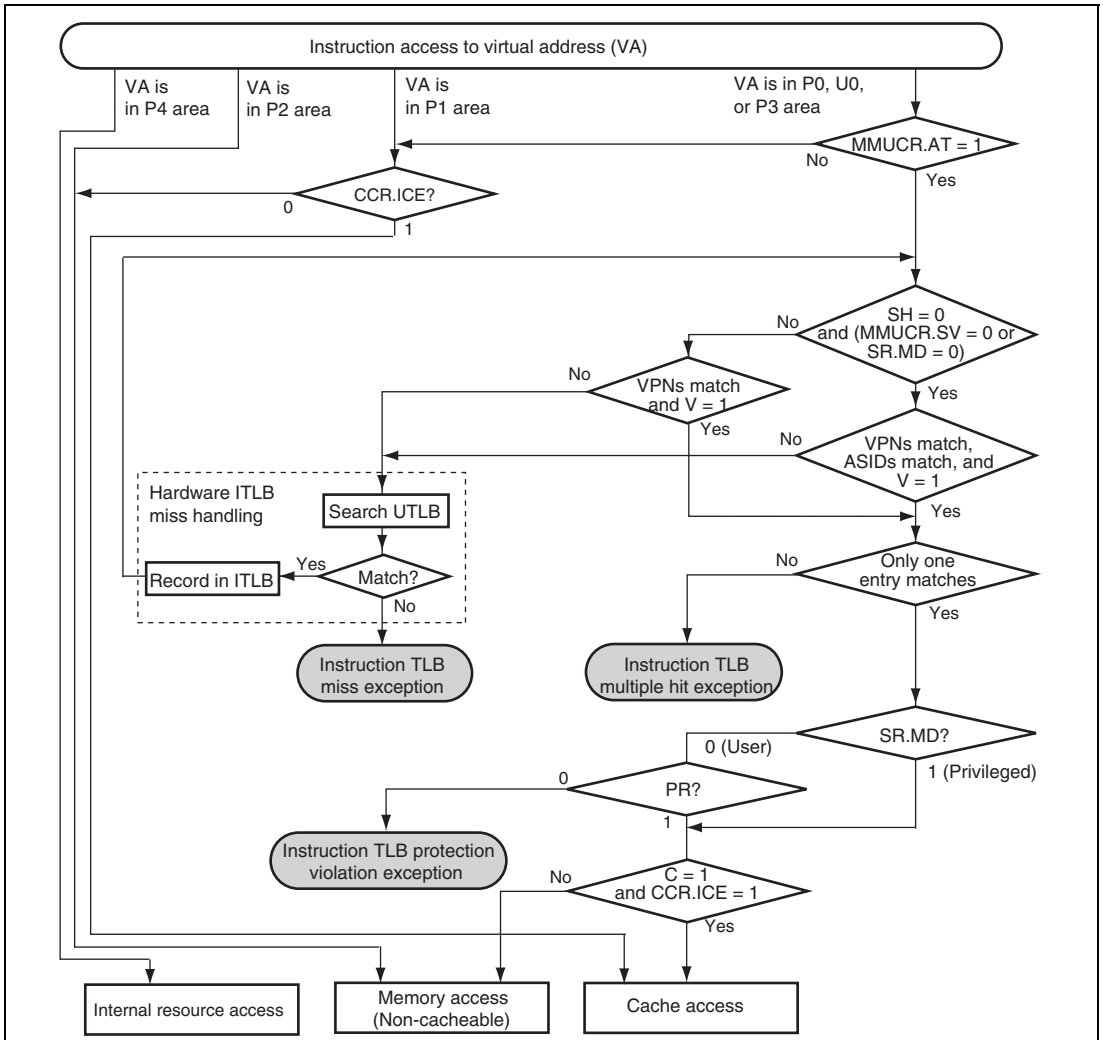 Instruction access to virtual address (VA)
VA is
in P4 area
VA is
in P2 area
VA is
in P1 area
VA is in P0, U0,
or P3 area
MMUCR.AT = 1
No
Yes
CCR.ICE?
0
1
SH = 0
and (MMUCR.SV = 0 or
SR.MD = 0)
No
Yes
VPNs match
and V = 1
No
Yes
VPNs match,
ASIDs match, and
V = 1
No
Yes
Hardware ITLB
miss handling
Search UTLB
Match?
Yes
No
Record in ITLB
Only one
entry matches
No
Yes
Instruction TLB
miss exception
Instruction TLB
multiple hit exception
SR.MD?
0 (User)
1 (Privileged)
PR?
0
1
Instruction TLB protection
violation exception
C = 1
and CCR.ICE = 1
No
Yes
Internal resource access
Memory access
(Non-cacheable)
Cache access